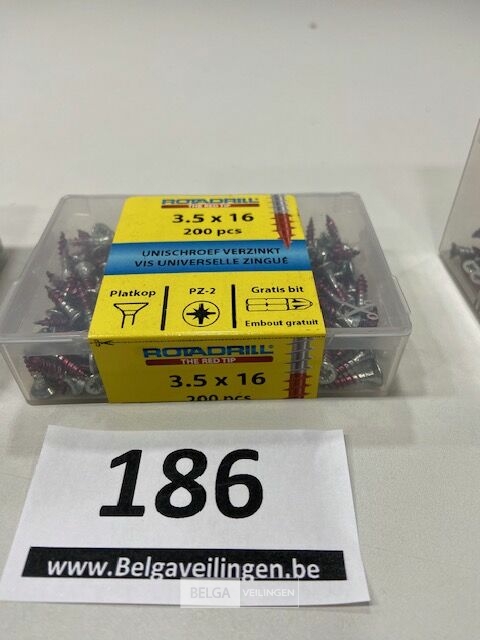 ROTADRILL
THE RED TIP
3.5 x 16
200 pcs
UNISCHROEF VERZINKT
VIS UNIVERSELLE ZINGUÉ
Platkop
PZ-2
Gratis bit
Embout gratuit
ROTADRILL
THE RED TIP
3.5 x 16
200 pcs
186
www.Belgaveilingen.be
BELGA VEILINGEN